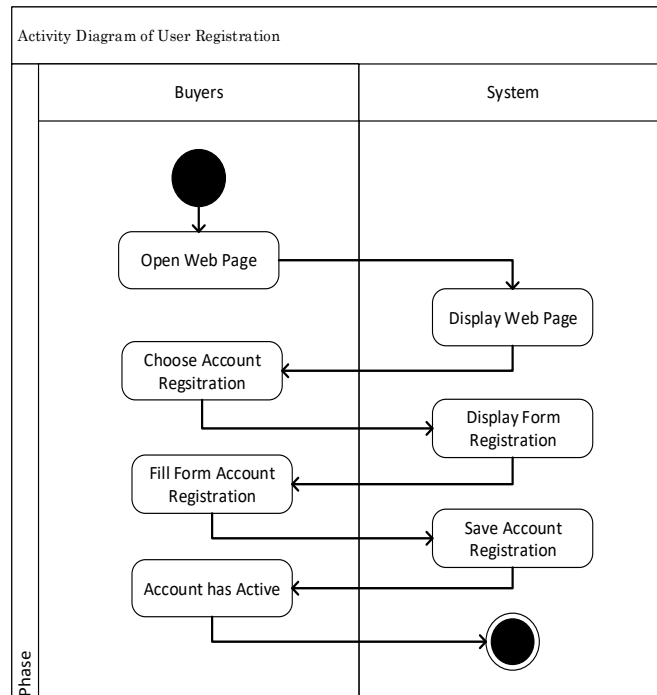 Activity Diagram of User Registration
Buyers
System
Open Web Page
Display Web Page
Choose Account
Regsitration
Display Form
Registration
Fill Form Account
Registration
Save Account
Registration
Account has Active
Phase